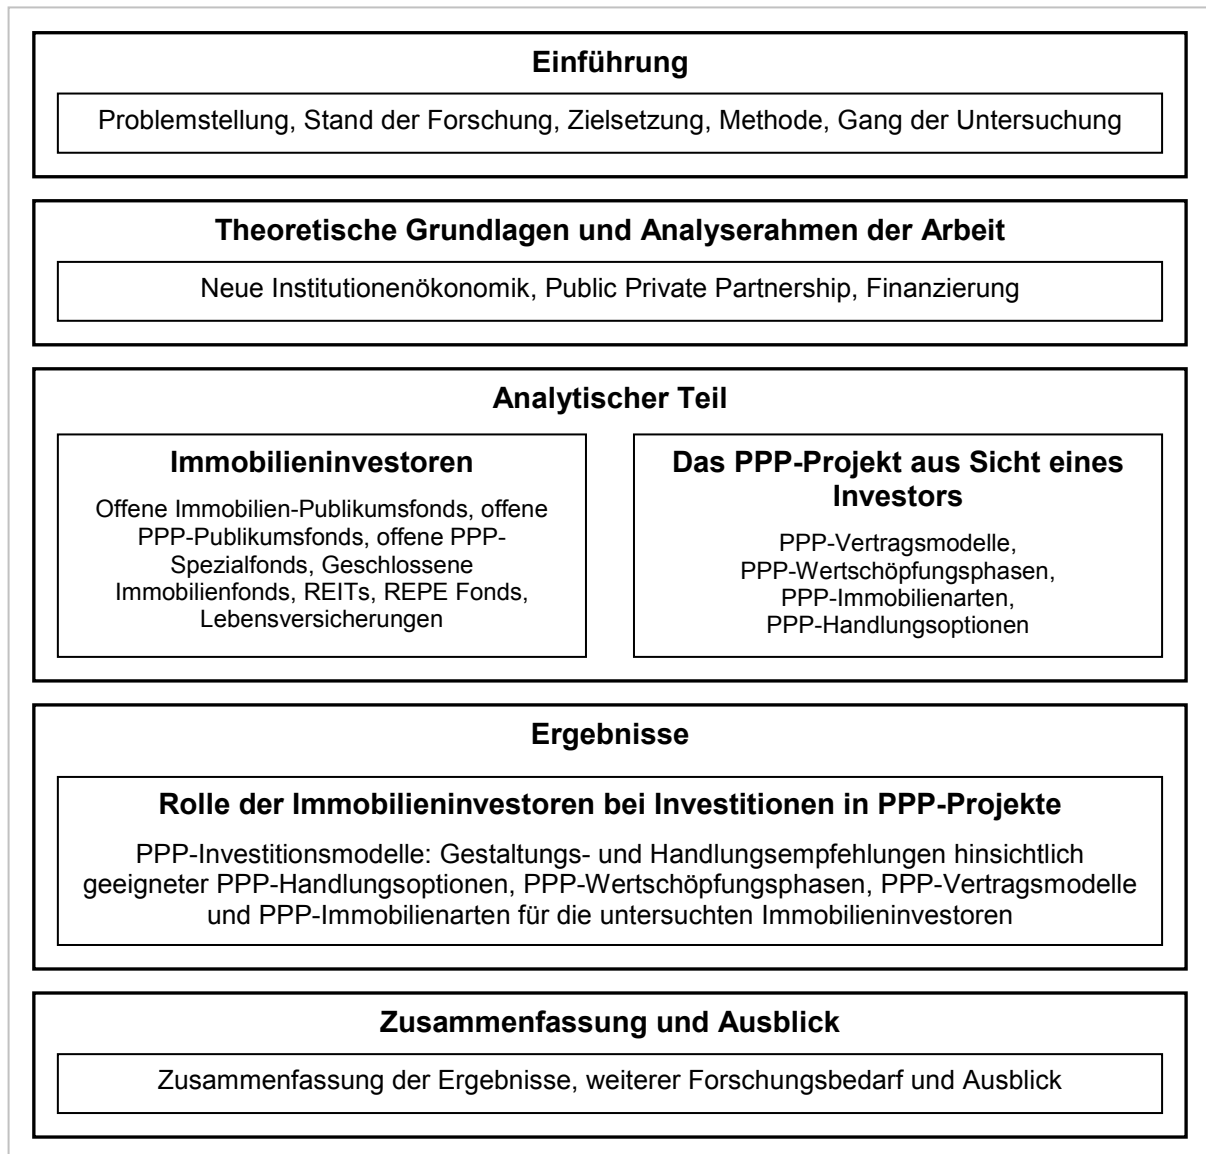 Einführung
Problemstellung, Stand der Forschung, Zielsetzung, Methode, Gang der Untersuchung
Theoretische Grundlagen und Analyserahmen der Arbeit
Neue Institutionenökonomik, Public Private Partnership, Finanzierung
Analytischer Teil
Immobilieninvestoren
Offene Immobilien-Publikumsfonds, offene
PPP-Publikumsfonds, offene PPP-
Spezialfonds, Geschlossene
Immobilienfonds, REITs, REPE Fonds,
Lebensversicherungen
Das PPP-Projekt aus Sicht eines
Investors
PPP-Vertragsmodelle,
PPP-Wertschöpfungsphasen,
PPP-Immobilienarten,
PPP-Handlungsoptionen
Ergebnisse
Rolle der Immobilieninvestoren bei Investitionen in PPP-Projekte
PPP-Investitionsmodelle: Gestaltungs- und Handlungsempfehlungen hinsichtlich
geeigneter PPP-Handlungsoptionen, PPP-Wertschöpfungsphasen, PPP-Vertragsmodelle
und PPP-Immobilienarten für die untersuchten Immobilieninvestoren
Zusammenfassung und Ausblick
Zusammenfassung der Ergebnisse, weiterer Forschungsbedarf und Ausblick